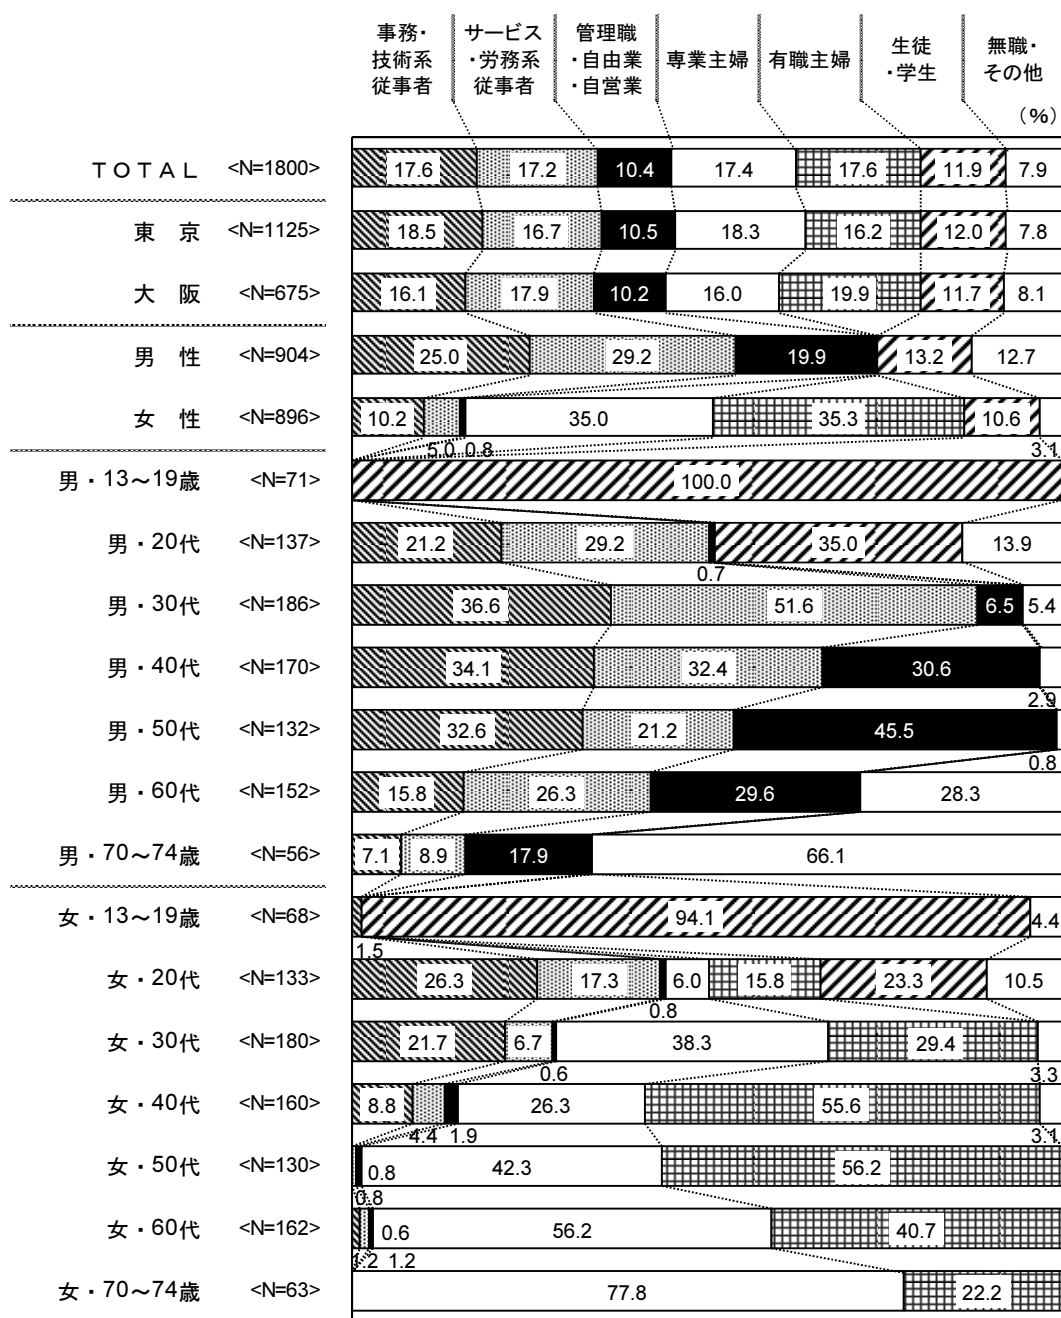 事務・
技術系
従事者
サービス
・労務系
従事者
管理職
・自由業
・自営業
専業主婦
有職主婦
生徒
・学生
無職・
その他
(%)
TOTAL <N=1800> 17.6 17.2 10.4 17.4 17.6 11.9 7.9
東 京 <N=1125> 18.5 16.7 10.5 18.3 16.2 12.0 7.8
大 阪 <N=675> 16.1 17.9 10.2 16.0 19.9 11.7 8.1
男 性 <N=904> 25.0 29.2 19.9 13.2 12.7
女 性 <N=896> 10.2 35.0 35.3 10.6
5.0 0.8 3.1
男・13～19歳 <N=71> 100.0
男・20代 <N=137> 21.2 29.2 35.0 13.9
0.7
男・30代 <N=186> 36.6 51.6 6.5 5.4
男・40代 <N=170> 34.1 32.4 30.6
2.9
男・50代 <N=132> 32.6 21.2 45.5
0.8
男・60代 <N=152> 15.8 26.3 29.6 28.3
男・70～74歳 <N=56> 7.1 8.9 17.9 66.1
女・13～19歳 <N=68> 94.1 4.4
1.5
女・20代 <N=133> 26.3 17.3 6.0 15.8 23.3 10.5
0.8
女・30代 <N=180> 21.7 6.7 38.3 29.4
0.6 3.3
女・40代 <N=160> 8.8 26.3 55.6
4.4 1.9 3.1
女・50代 <N=130> 0.8 42.3 56.2
0.8
女・60代 <N=162> 0.6 56.2 40.7
1.2 1.2
女・70～74歳 <N=63> 77.8 22.2